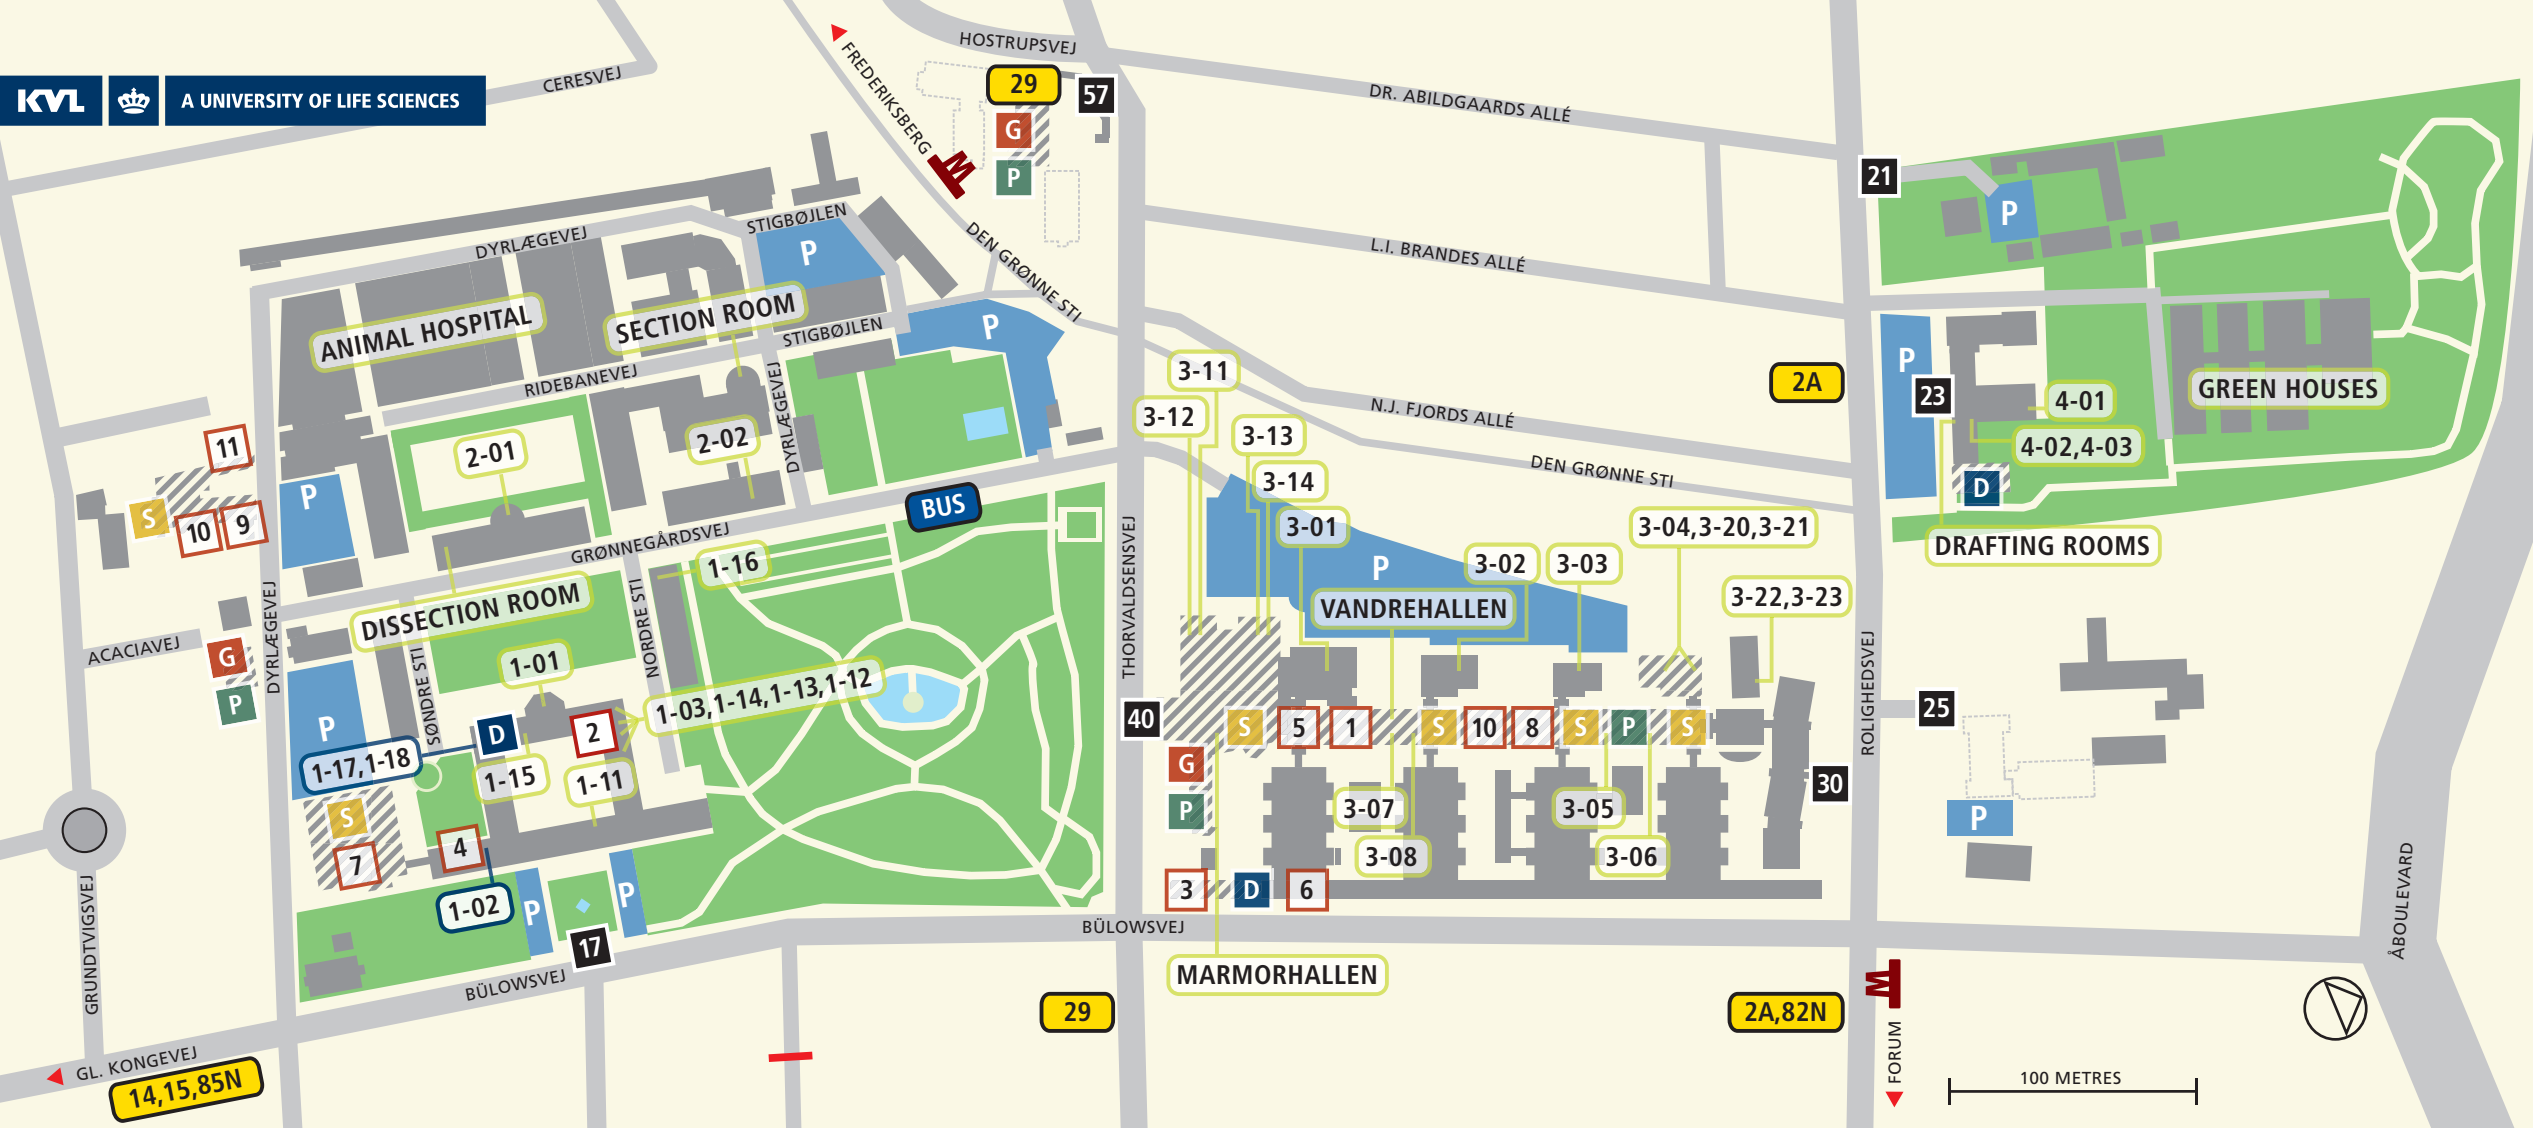 KVL A UNIVERSITY OF LIFE SCIENCES
CERESVEJ
FREDERIKSBERG
M
HOSTRUPSVEJ
29
57
G
P
DR. ABILDGAARDS ALLÉ
L.I. BRANDES ALLÉ
21
P
DYRLÆGEVEJ
STIGBØJLEN
P
DEN GRØNNE STI
ANIMAL HOSPITAL
SECTION ROOM
STIGBØJLEN
P
RIDEBANEVEJ
DYRLÆGEVEJ
2-01
2-02
11
S
10
9
P
BUS
GRØNNEGÅRDSVEJ
3-11
3-12
3-13
3-14
3-01
N.J. FJORDS ALLÉ
DEN GRØNNE STI
2A
P
23
4-01
4-02,4-03
GREEN HOUSES
D
DRAFTING ROOMS
P
3-02
3-03
3-04,3-20,3-21
3-22,3-23
VANDREHALLEN
THORVALDSENSVEJ
ROLIGHEDSVEJ
DISSECTION ROOM
1-16
NORDRE STI
SØNDRE STI
DYRLÆGEVEJ
ACACIAVEJ
G
P
P
1-01
1-03,1-14,1-13,1-12
D
2
1-17,1-18
1-15
1-11
S
7
4
1-02
P
P
17
40
S
5
1
S
10
8
S
P
S
G
P
3-07
3-08
3-05
3-06
30
25
P
3
D
6
GRUNDTVIGSVEJ
BÜLOWSVEJ
BÜLOWSVEJ
MARMORHALLEN
29
2A,82N
M
FORUM
ÅBOULEVARD
GL. KONGEVEJ
14,15,85N
100 METRES